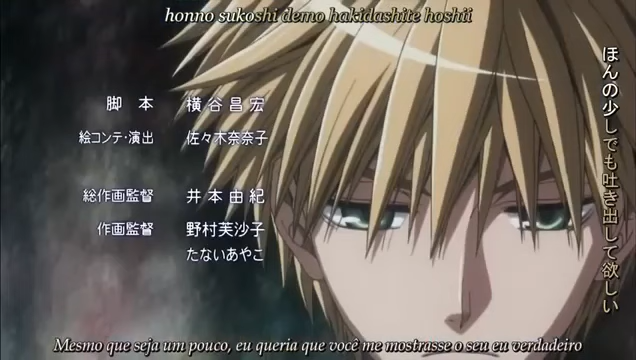 honno sukoshi demo hakidashite hoshii
ほんの少しでも吐き出して欲しい
脚本 横谷昌宏
絵コンテ・演出 佐々木奈奈子
総作画監督 井本由紀
作画監督 野村芙沙子
たないあやこ
Mesmo que seja um pouco, eu queria que você me mostrasse o seu eu verdadeiro